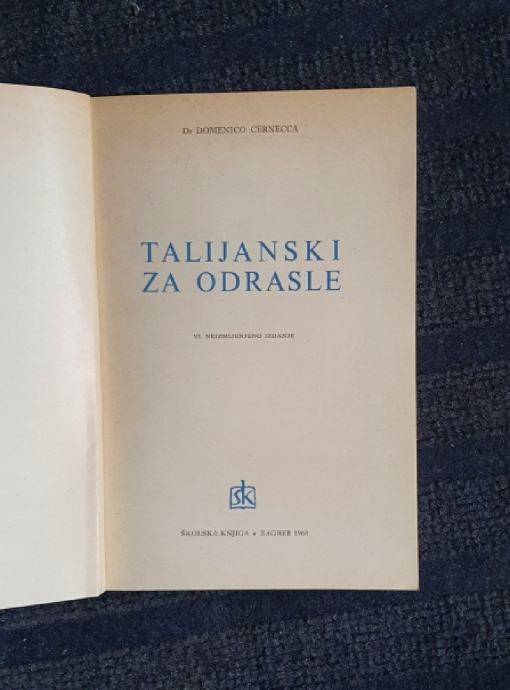 Dr DOMENICO CERNECCA
TALIJANSKI
ZA ODRASLE
VI. NEIZMIJENJENO IZDANJE
šk
ŠKOLSKA KNJIGA • ZAGREB